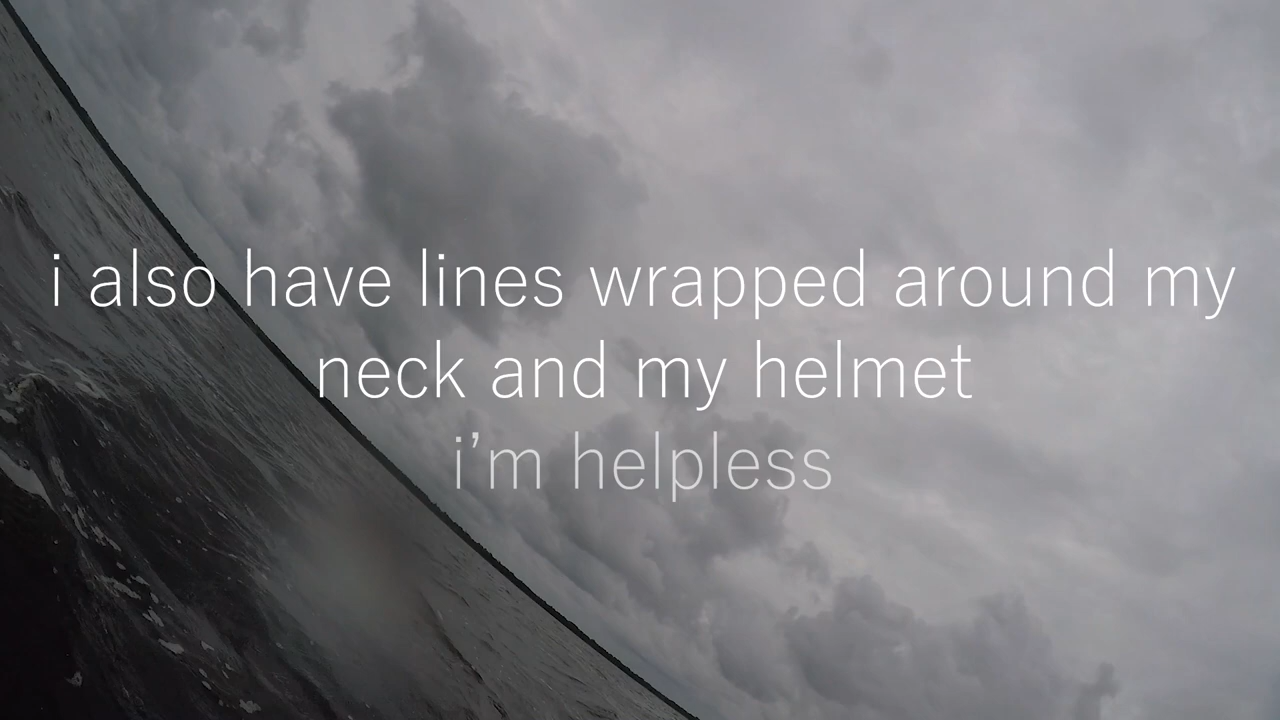 i also have lines wrapped around my
neck and my helmet
i’m helpless